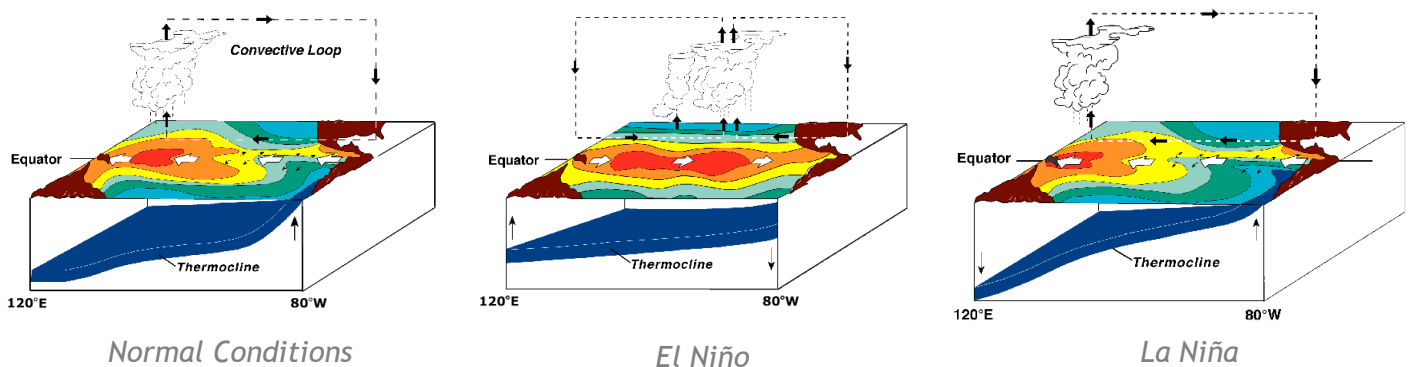 Convective Loop
Equator
Thermocline
120°E
80°W
Normal Conditions
Equator
Thermocline
120°E
80°W
El Niño
Equator
Thermocline
120°E
80°W
La Niña